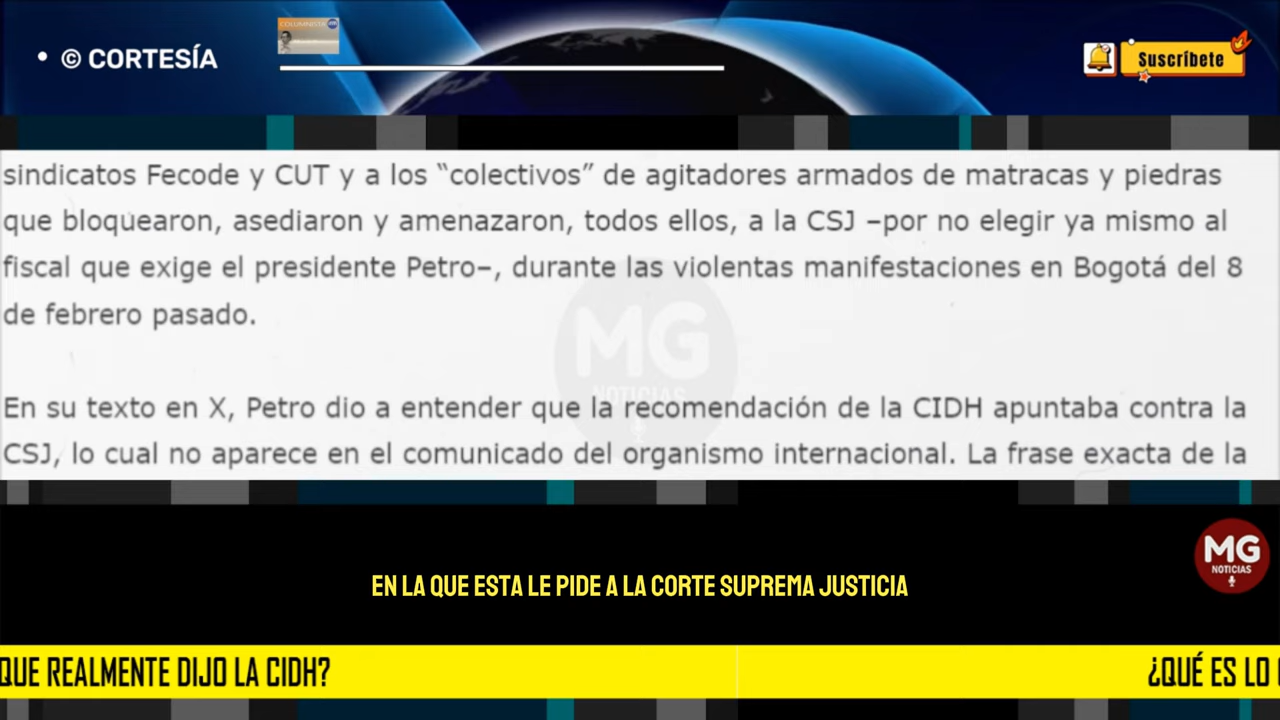 • © CORTESÍA
COLUMNISTA
Suscríbete
sindicatos Fecode y CUT y a los “colectivos” de agitadores armados de matracas y piedras
que bloquearon, asediaron y amenazaron, todos ellos, a la CSJ –por no elegir ya mismo al
fiscal que exige el presidente Petro–, durante las violentas manifestaciones en Bogotá del 8
de febrero pasado.
MG
NOTICIAS
En su texto en X, Petro dio a entender que la recomendación de la CIDH apuntaba contra la
CSJ, lo cual no aparece en el comunicado del organismo internacional. La frase exacta de la
MG
NOTICIAS
EN LA QUE ESTA LE PIDE A LA CORTE SUPREMA JUSTICIA
QUE REALMENTE DIJO LA CIDH?
¿QUÉ ES LO